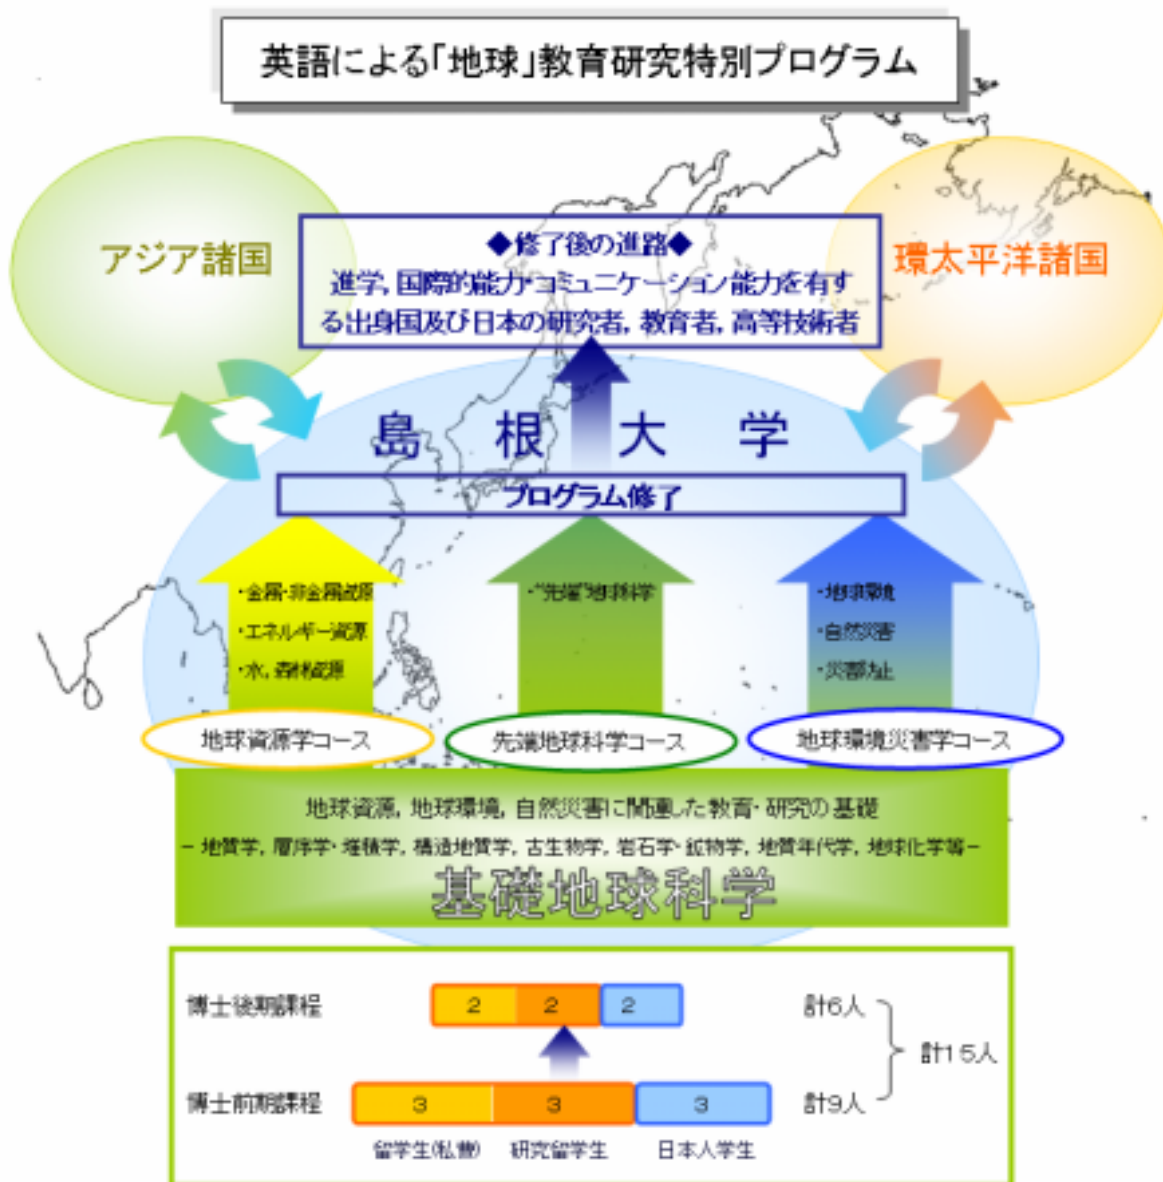 英語による「地球」教育研究特別プログラム
アジア諸国
環太平洋諸国
◆修了後の進路◆
進学, 国際的能力・コミュニケーション能力を有す
る出身国及び日本の研究者, 教育者, 高等技術者
島根大学
プログラム修了
・金属・非金属資源
・エネルギー資源
・水, 森林資源
・"先端"地球科学
・地球環境
・自然災害
・災害防止
地球資源学コース
先端地球科学コース
地球環境災害学コース
地球資源, 地球環境, 自然災害に関連した教育・研究の基礎
- 地質学, 層序学・堆積学, 構造地質学, 古生物学, 岩石学・鉱物学, 地質年代学, 地球化学等-
基礎地球科学
博士後期課程 2 2 2 計6人
計15人
博士前期課程 3 3 3 計9人
留学生(私費) 研究留学生 日本人学生